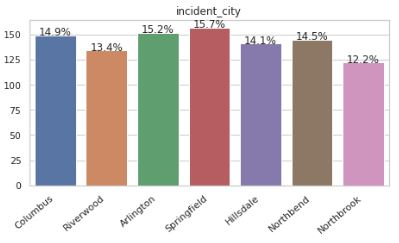 incident_city
150
125
100
75
50
25
0
14.9%
13.4%
15.2%
15.7%
14.1%
14.5%
12.2%
Columbus
Riverwood
Arlington
Springfield
Hillsdale
Northbend
Northbrook